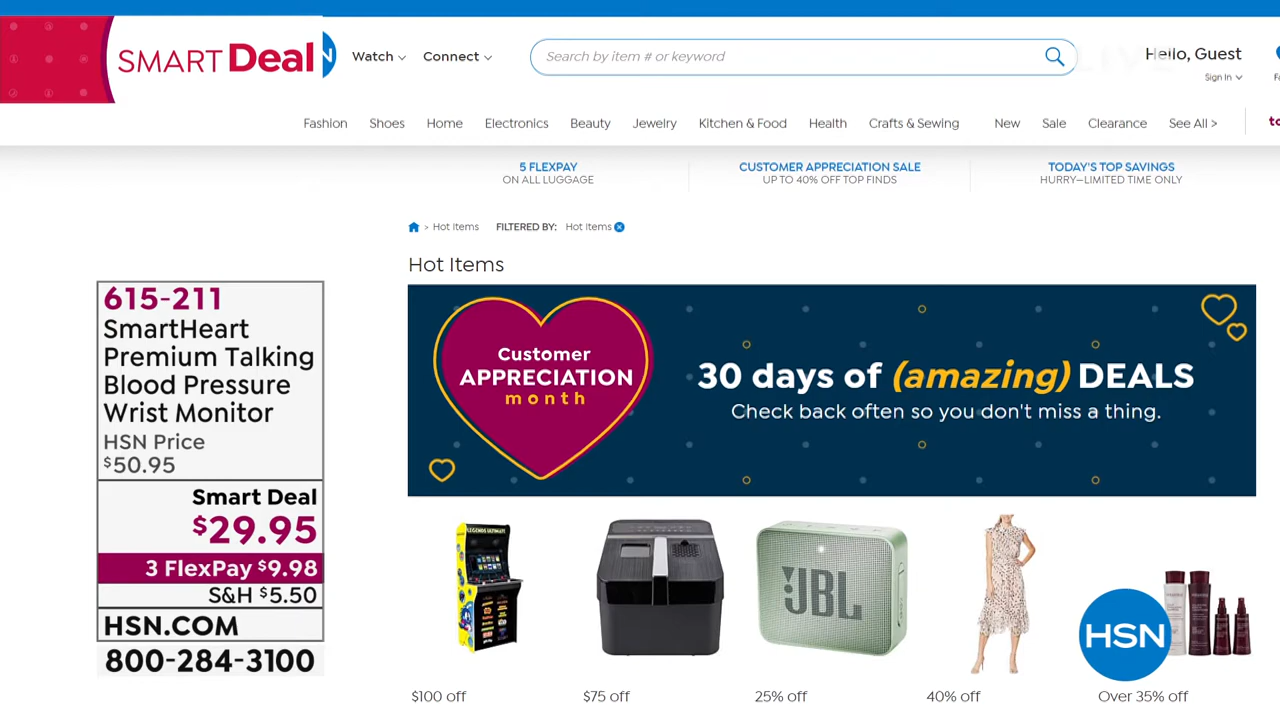 SMART Deal
Watch
Connect
Search by item # or keyword
LIVE
Hello, Guest
Sign In
Fashion
Shoes
Home
Electronics
Beauty
Jewelry
Kitchen & Food
Health
Crafts & Sewing
New
Sale
Clearance
See All >
5 FLEXPAY
ON ALL LUGGAGE
CUSTOMER APPRECIATION SALE
UP TO 40% OFF TOP FINDS
TODAY'S TOP SAVINGS
HURRY—LIMITED TIME ONLY
> Hot Items FILTERED BY: Hot Items
Hot Items
Customer
APPRECIATION
month
30 days of (amazing) DEALS
Check back often so you don't miss a thing.
615-211
SmartHeart
Premium Talking
Blood Pressure
Wrist Monitor
HSN Price
$50.95
Smart Deal
$29.95
3 FlexPay $9.98
S&H $5.50
HSN.COM
800-284-3100
LEGENDS ULTIMATE
JBL
HSN
$100 off
$75 off
25% off
40% off
Over 35% off